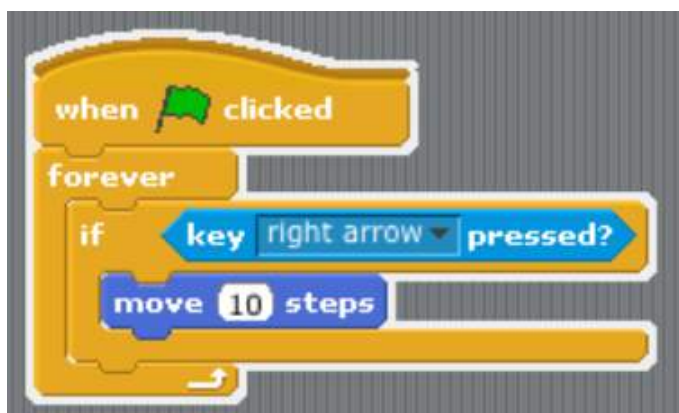 when clicked
forever
if key right arrow pressed?
move 10 steps